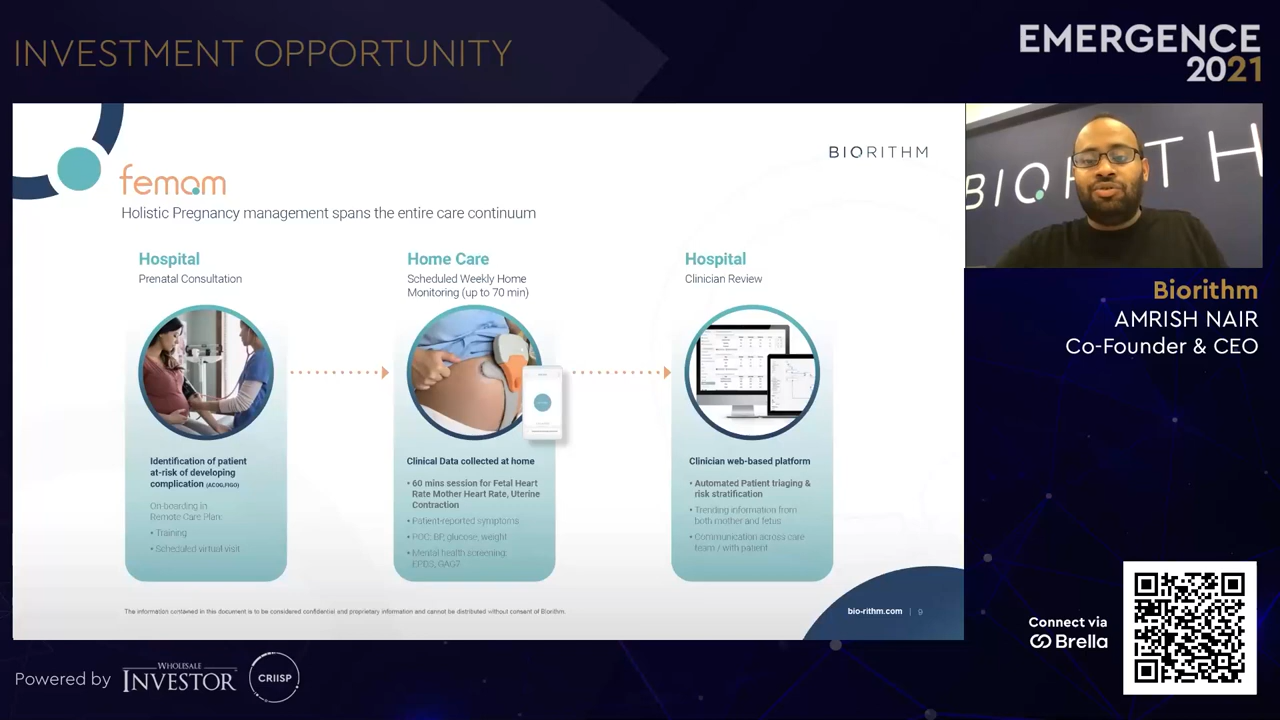 INVESTMENT OPPORTUNITY
EMERGENCE
2021
BIORITHM
femom
Holistic Pregnancy management spans the entire care continuum
Hospital
Prenatal Consultation
Home Care
Scheduled Weekly Home
Monitoring (up to 70 min)
Hospital
Clinician Review
Identification of patient
at-risk of developing
complication (ACOG,FIGO)
On-boarding in
Remote Care Plan:
• Training
• Scheduled virtual visit
Clinical Data collected at home
• 60 mins session for Fetal Heart
Rate Mother Heart Rate, Uterine
Contraction
• Patient-reported symptoms
• POC: BP, glucose, weight
• Mental health screening:
EPDS, GAD7
Clinician web-based platform
• Automated Patient triaging &
risk stratification
• Trending information from
both mother and fetus
• Communication across care
team / with patient
The information contained in this document is to be considered confidential and proprietary information and cannot be distributed without consent of Biorithm.
bio-rithm.com | 9
BIORITH
Biorithm
AMRISH NAIR
Co-Founder & CEO
Connect via
Brella
Powered by
WHOLESALE
INVESTOR
CRIISP